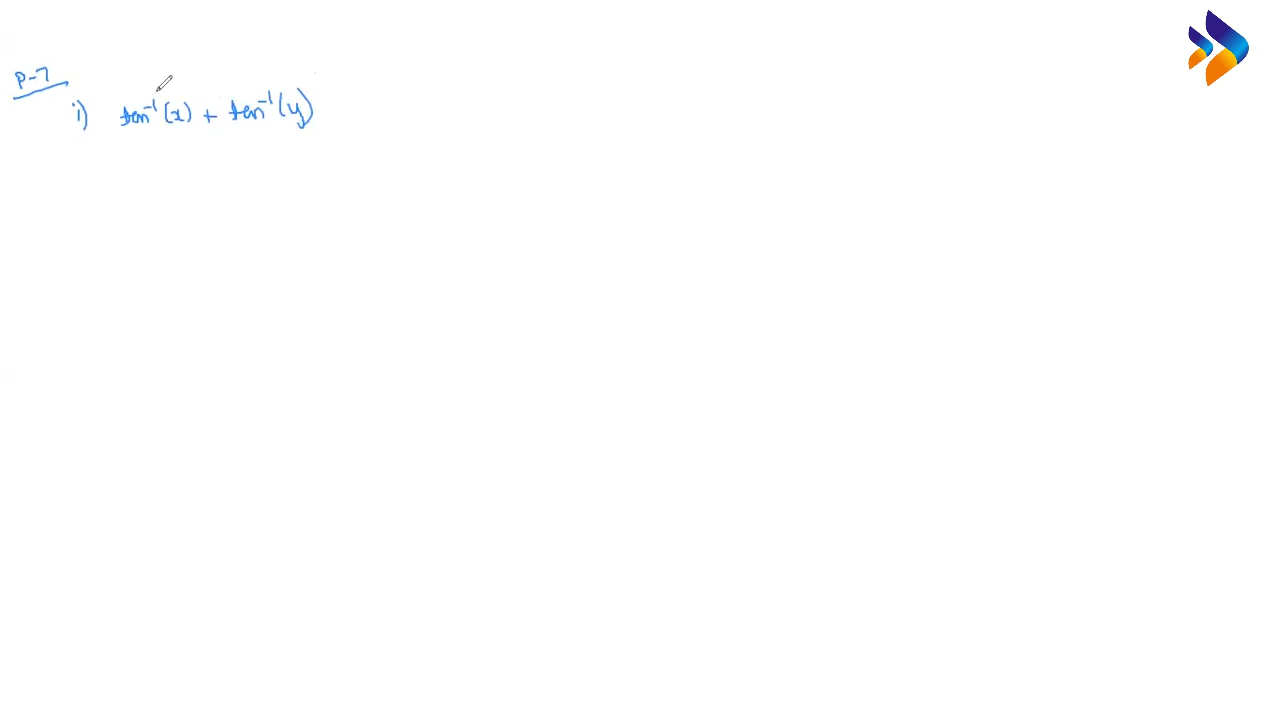 P-7
i) tan⁻¹(x) + tan⁻¹(y)